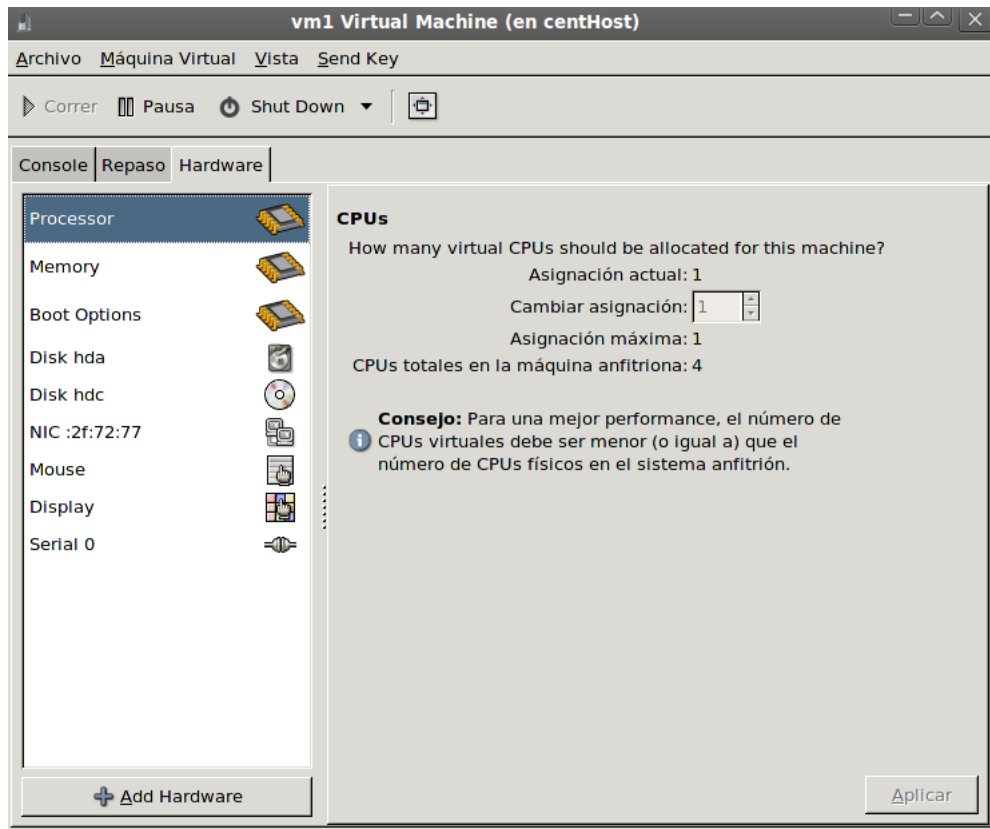 vm1 Virtual Machine (en centHost)
Archivo Máquina Virtual Vista Send Key
Correr Pausa Shut Down
Console Repaso Hardware
Processor
Memory
Boot Options
Disk hda
Disk hdc
NIC :2f:72:77
Mouse
Display
Serial 0
Add Hardware
CPUs
How many virtual CPUs should be allocated for this machine?
Asignación actual: 1
Cambiar asignación: 1
Asignación máxima: 1
CPUs totales en la máquina anfitriona: 4
Consejo: Para una mejor performance, el número de
CPUs virtuales debe ser menor (o igual a) que el
número de CPUs físicos en el sistema anfitrión.
Aplicar